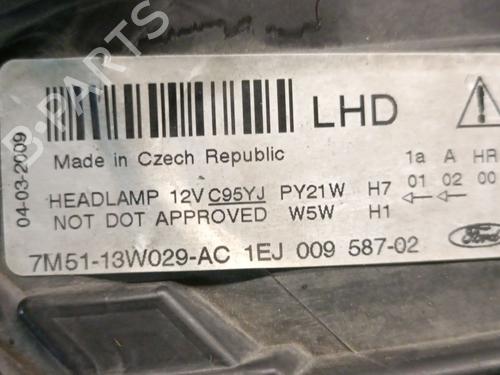 B-PARTS
LHD
04-03-2009
Made in Czech Republic
1a A HR
HEADLAMP 12V C95YJ PY21W H7 01 02 00
NOT DOT APPROVED W5W H1
7M51-13W029-AC 1EJ 009 587-02
Ford